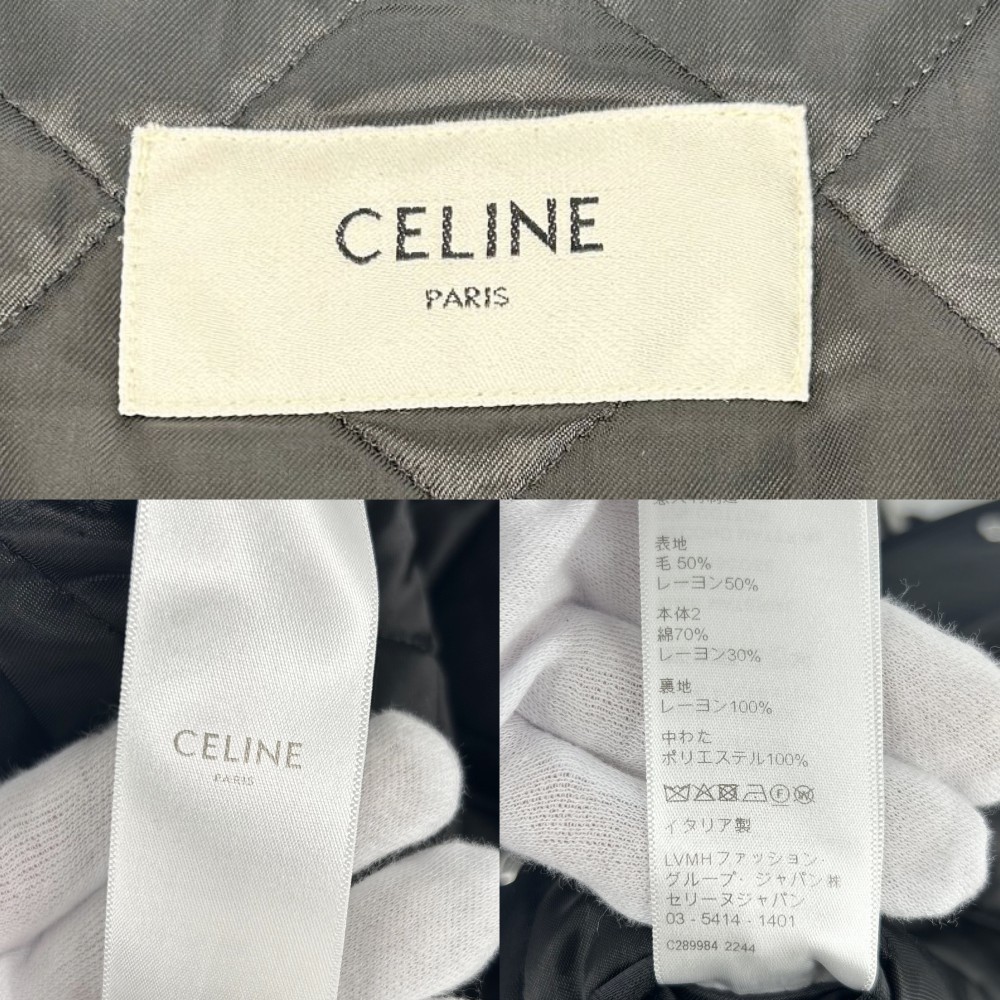 CELINE
PARIS
CELINE
PARIS
表地
毛 50%
レーヨン50%
本体2
綿70%
レーヨン30%
裏地
レーヨン100%
中わた
ポリエステル100%
イタリア製
LVMHファッション・
グループ・ジャパン㈱
セリーヌジャパン
03 - 5414 - 1401
C289984 2244